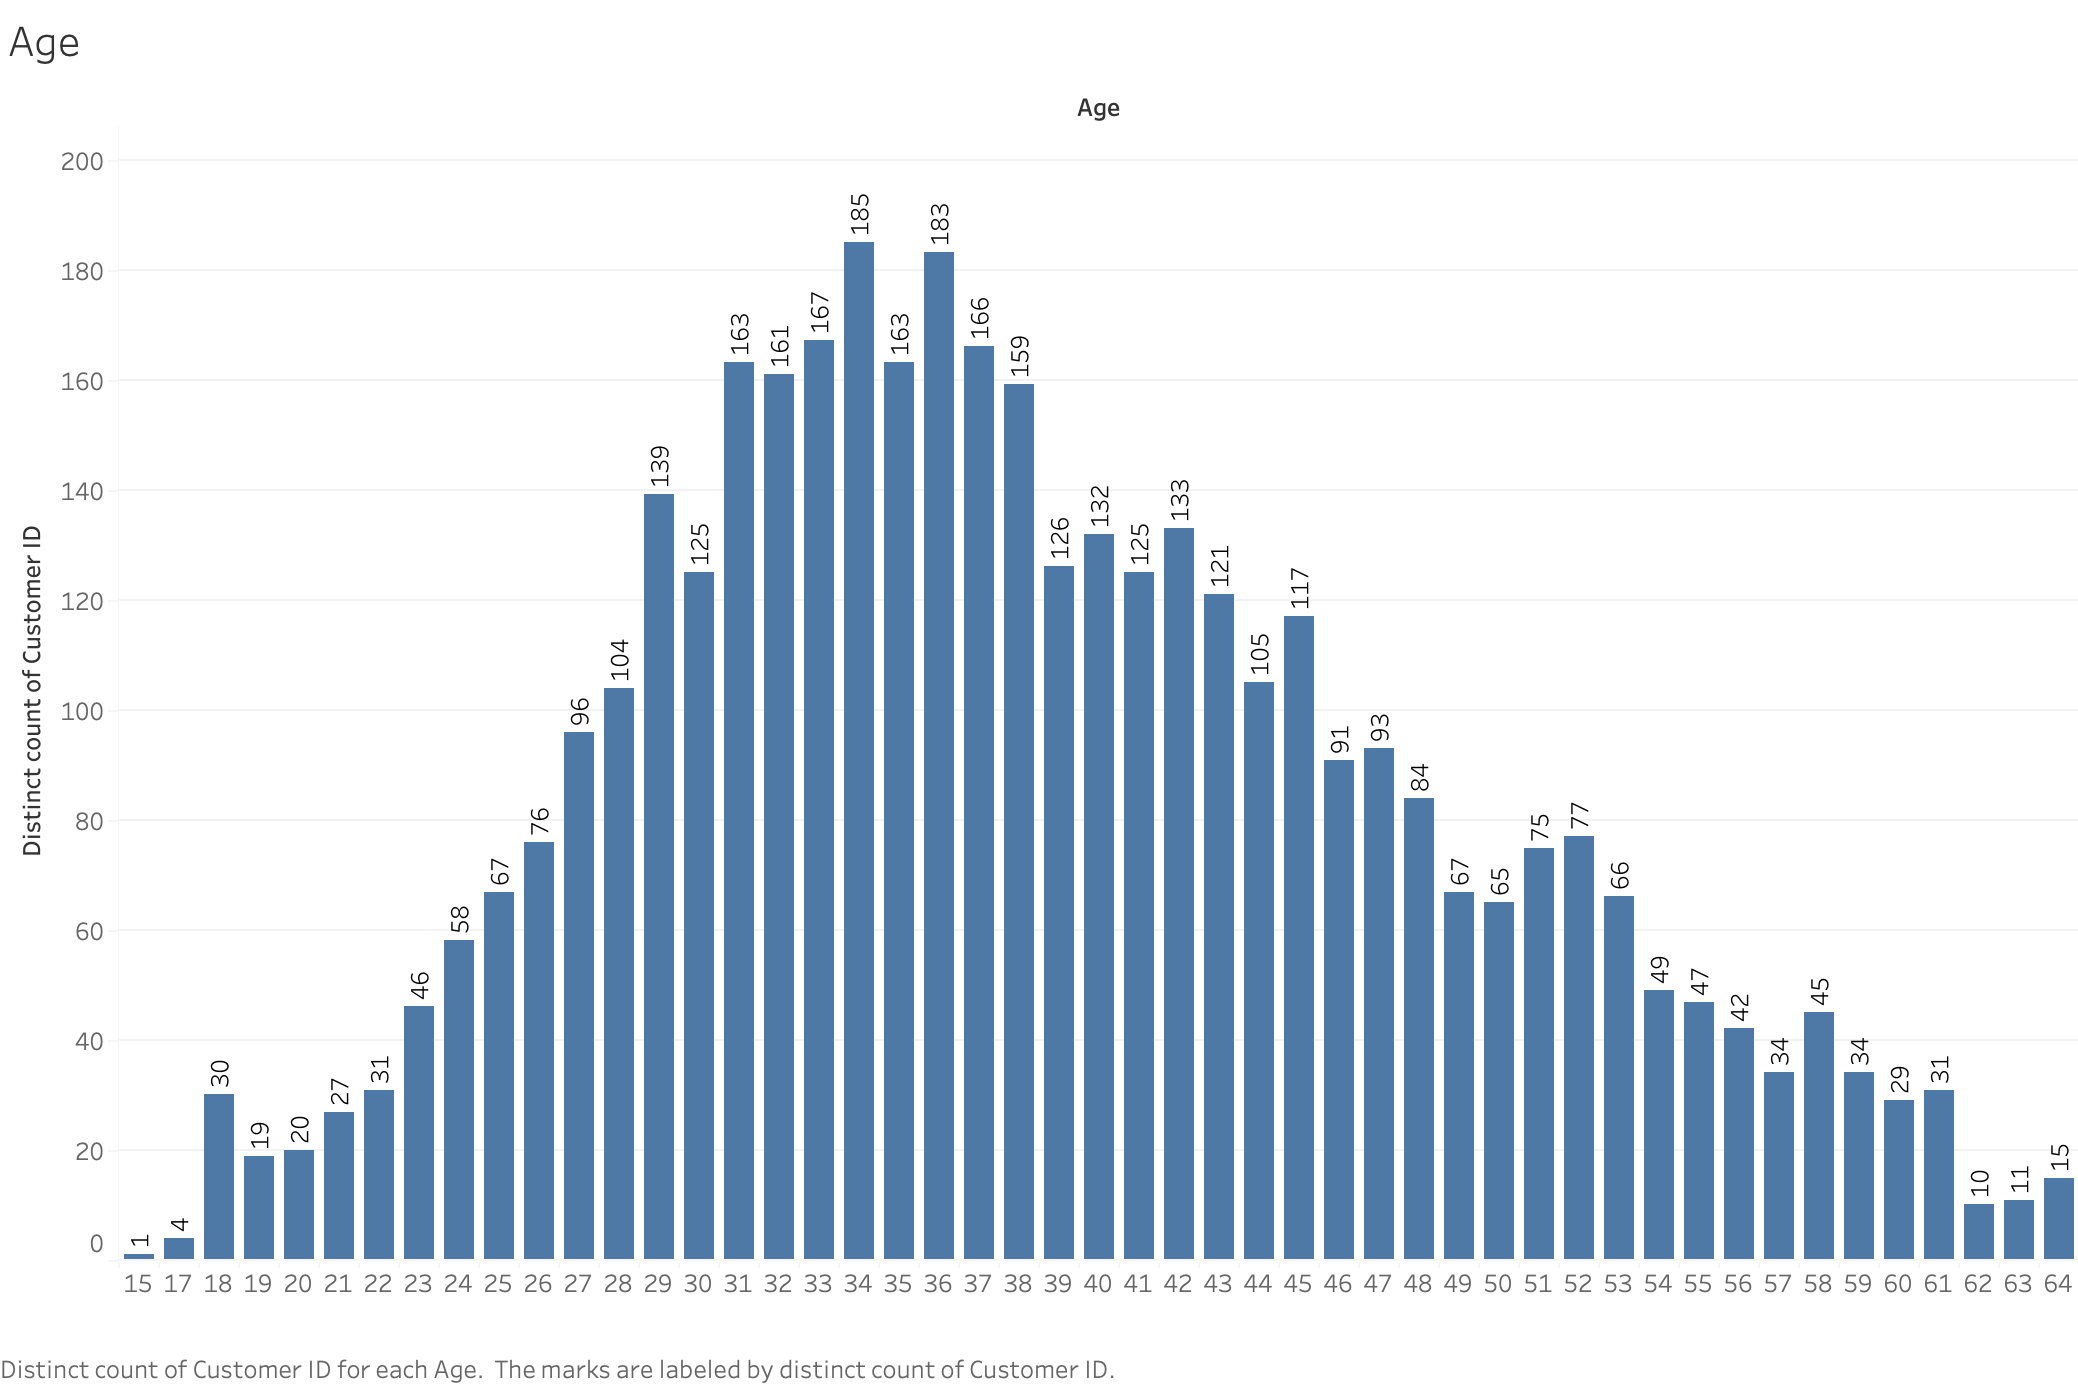 Age
Age
200
180
160
140
120
100
80
60
40
20
0
Distinct count of Customer ID
1 4 30 19 20 27 31 46 58 67 76 96 104 139 125 163 161 167 185 163 183 166 159 126 132 125 133 121 105 117 91 93 84 67 65 75 77 66 49 47 42 34 45 34 29 31 10 11 15
15 17 18 19 20 21 22 23 24 25 26 27 28 29 30 31 32 33 34 35 36 37 38 39 40 41 42 43 44 45 46 47 48 49 50 51 52 53 54 55 56 57 58 59 60 61 62 63 64
Distinct count of Customer ID for each Age.  The marks are labeled by distinct count of Customer ID.